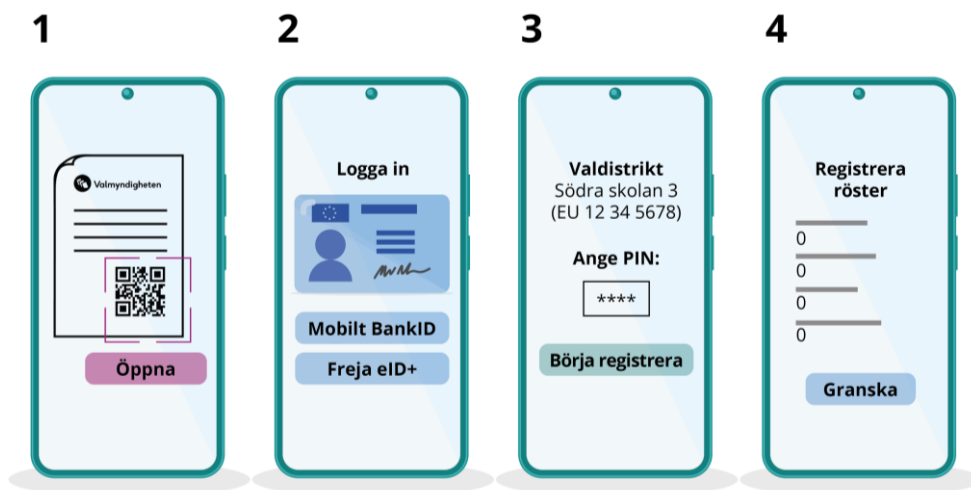 1
2
3
4
Valmyndigheten
Öppna
Logga in
Mobilt BankID
Freja eID+
Valdistrikt
Södra skolan 3
(EU 12 34 5678)
Ange PIN:
****
Börja registrera
Registrera
röster
0
0
0
0
Granska